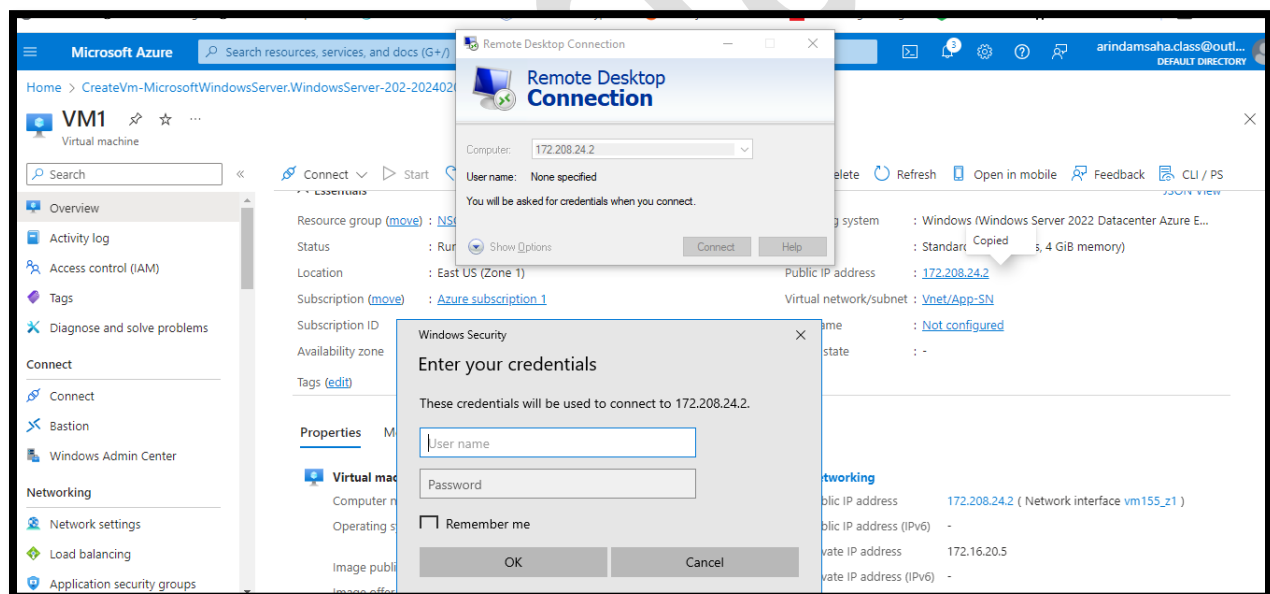 Microsoft Azure
Search resources, services, and docs (G+/)
3
arindamsaha.class@outl...
DEFAULT DIRECTORY
Home > CreateVm-MicrosoftWindowsServer.WindowsServer-202-202402
VM1
Virtual machine
Remote Desktop Connection
Remote Desktop
Connection
Computer: 172.208.24.2
User name: None specified
You will be asked for credentials when you connect.
Show Options
Connect
Help
Search
Connect
Start
elete
Refresh
Open in mobile
Feedback
CLI / PS
Essentials
JSON View
Overview
Activity log
Access control (IAM)
Tags
Diagnose and solve problems
Connect
Connect
Bastion
Windows Admin Center
Networking
Network settings
Load balancing
Application security groups
Resource group (move) : NSG
Status : Run
Location : East US (Zone 1)
Subscription (move) : Azure subscription 1
Subscription ID
Availability zone
Tags (edit)
g system : Windows (Windows Server 2022 Datacenter Azure E...
: Standar s, 4 GiB memory)
Copied
Public IP address : 172.208.24.2
Virtual network/subnet : Vnet/App-SN
ame : Not configured
state : -
Windows Security
Enter your credentials
These credentials will be used to connect to 172.208.24.2.
User name
Password
Remember me
OK
Cancel
Properties
M
Virtual mac
Computer n
Operating s
Image publi
Image offer
tworking
blic IP address 172.208.24.2 ( Network interface vm155_z1 )
blic IP address (IPv6) -
vate IP address 172.16.20.5
vate IP address (IPv6) -